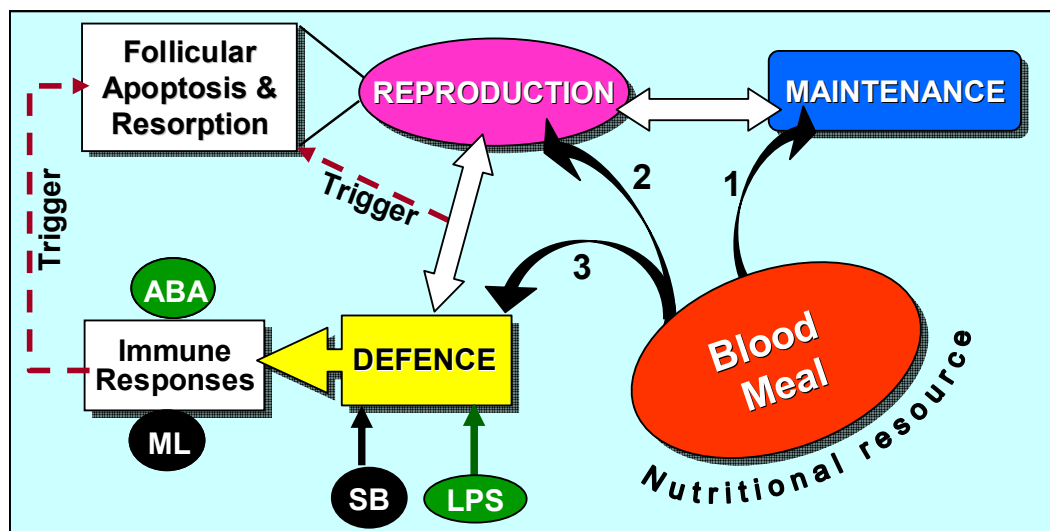 Follicular
Apoptosis &
Resorption
REPRODUCTION
MAINTENANCE
Trigger
Trigger
2
1
3
ABA
Immune
Responses
ML
DEFENCE
SB
LPS
Blood
Meal
Nutritional resource